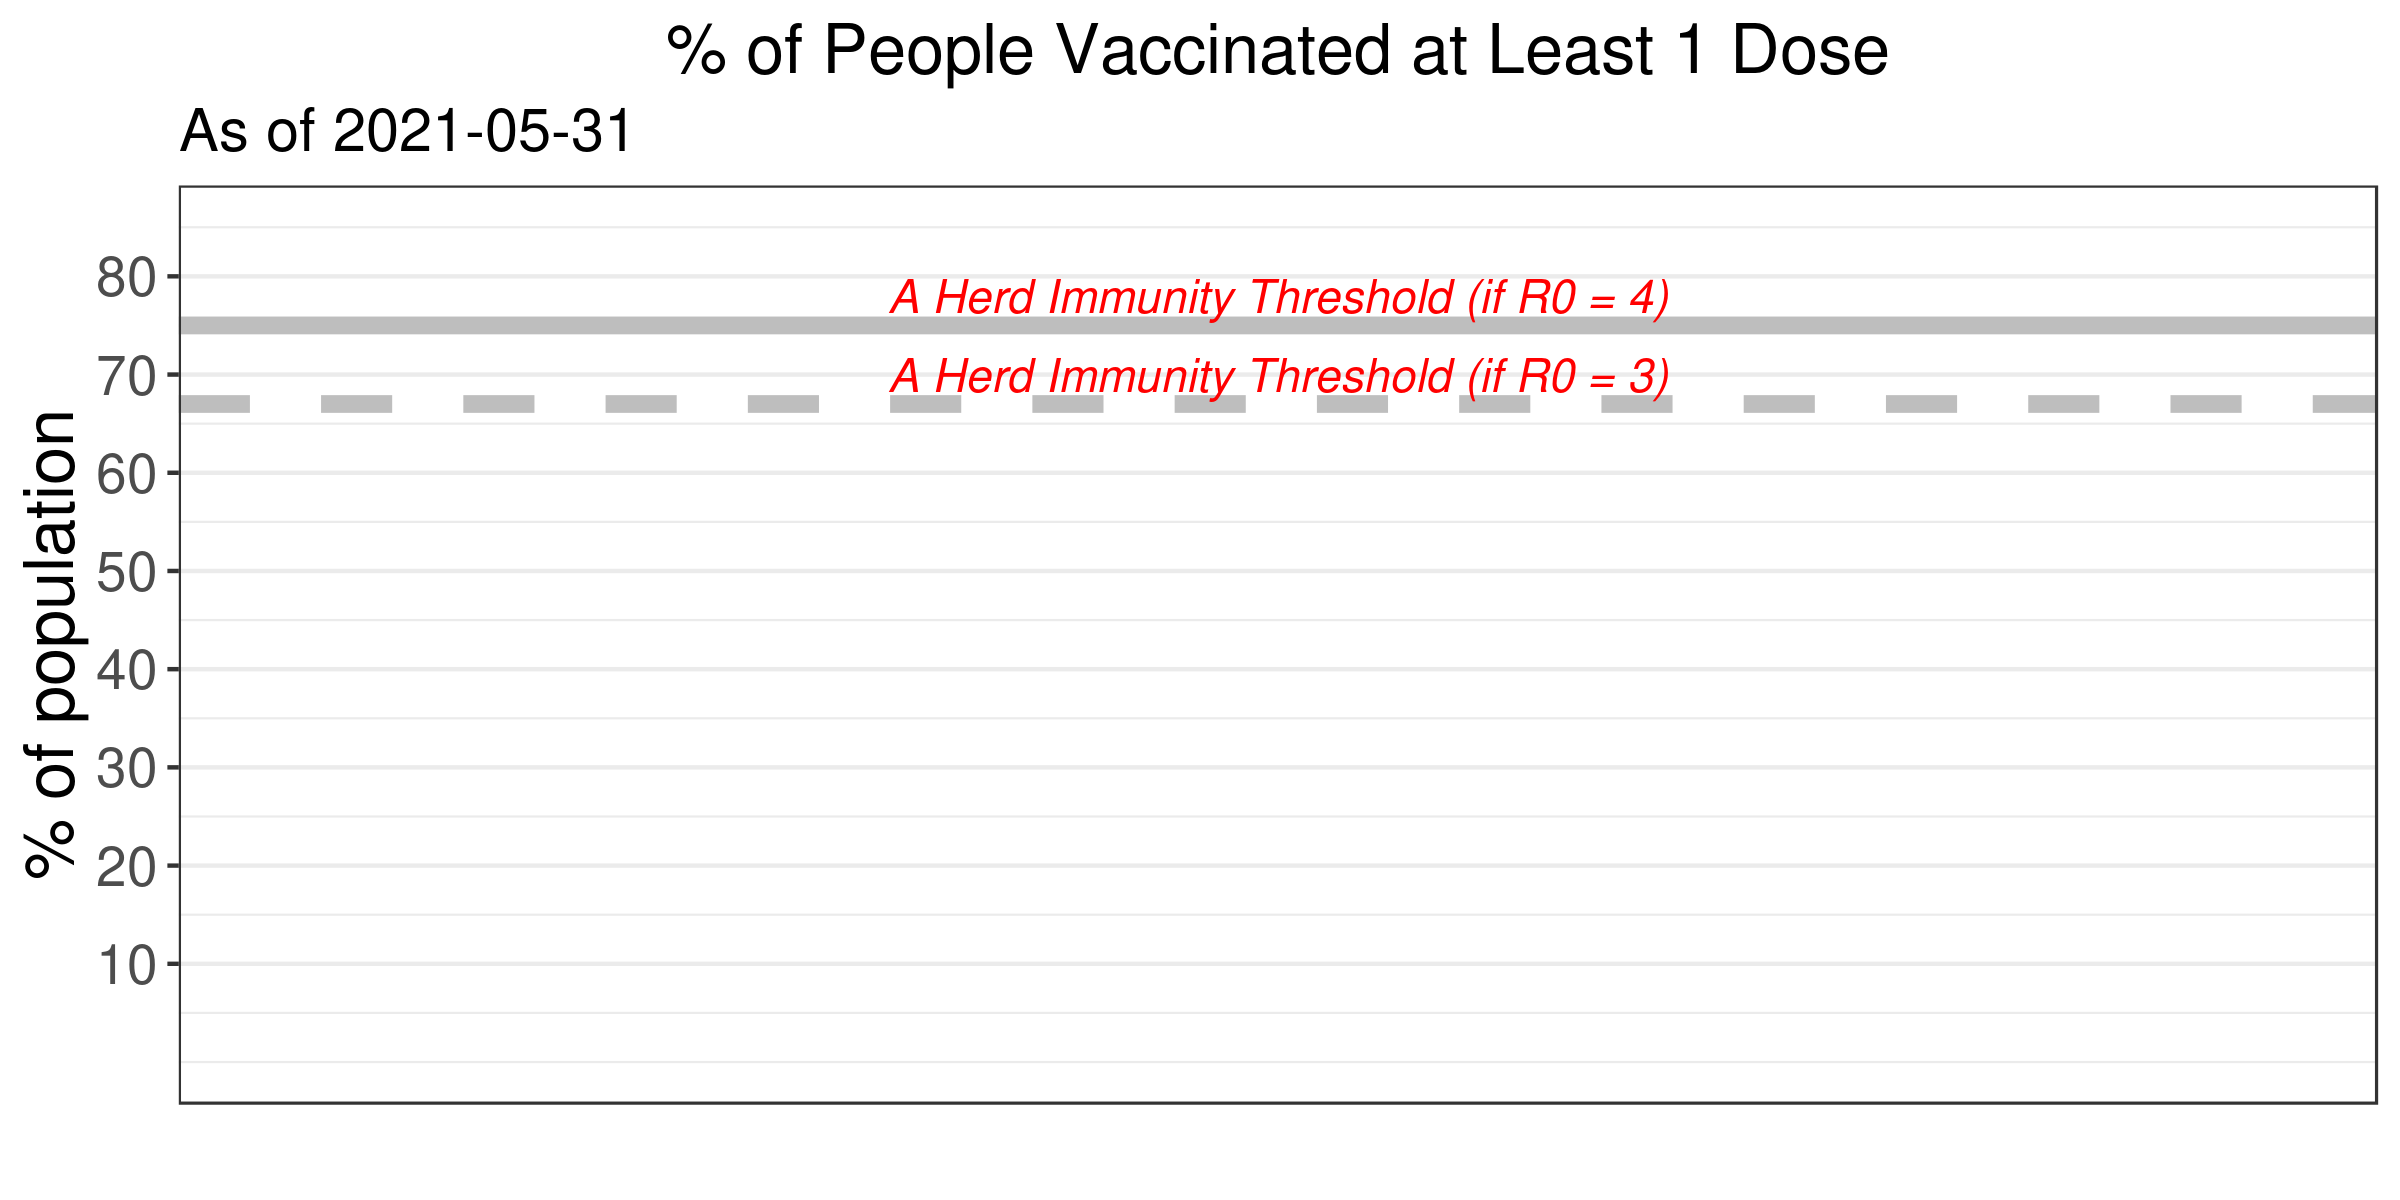 % of People Vaccinated at Least 1 Dose
As of 2021-05-31
% of population
80
70
60
50
40
30
20
10
A Herd Immunity Threshold (if R0 = 4)
A Herd Immunity Threshold (if R0 = 3)